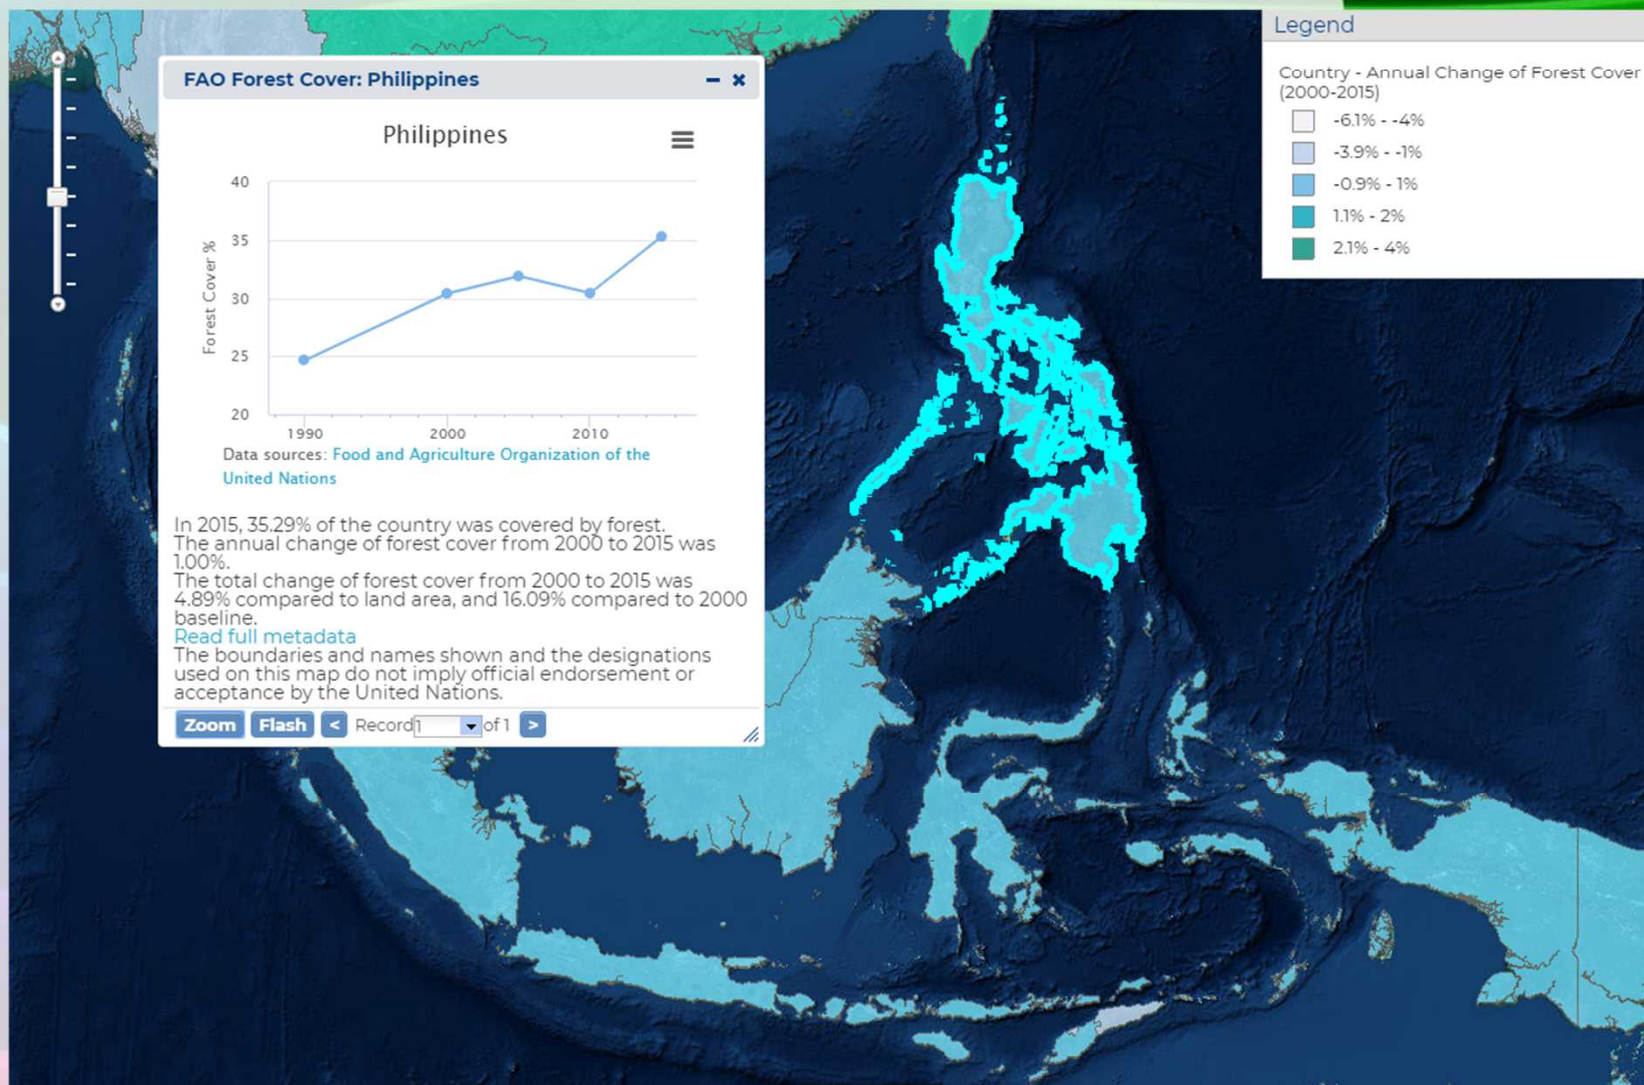 FAO Forest Cover: Philippines
Philippines
40
35
30
25
20
Forest Cover %
1990 2000 2010
Data sources: Food and Agriculture Organization of the
United Nations
In 2015, 35.29% of the country was covered by forest.
The annual change of forest cover from 2000 to 2015 was
1.00%.
The total change of forest cover from 2000 to 2015 was
4.89% compared to land area, and 16.09% compared to 2000
baseline.
Read full metadata
The boundaries and names shown and the designations
used on this map do not imply official endorsement or
acceptance by the United Nations.
Zoom Flash < Record 1 of 1 >
Legend
Country - Annual Change of Forest Cover
(2000-2015)
-6.1% - -4%
-3.9% - -1%
-0.9% - 1%
1.1% - 2%
2.1% - 4%